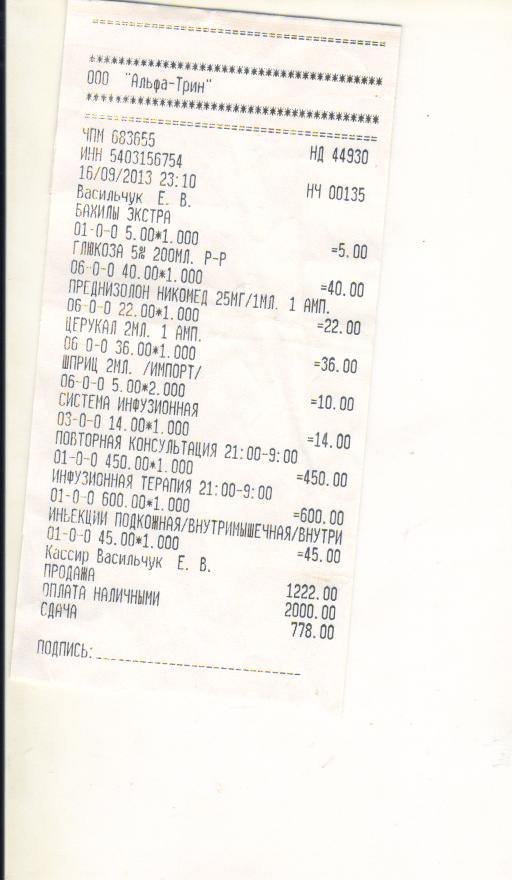 ==========================================
****************************************
ООО "Альфа-Трин"
****************************************
==========================================
ЧПМ 683655 НД 44930
ИНН 5403156754
16/09/2013 23:10 НЧ 00135
Васильчук Е. В.
БАХИЛЫ ЭКСТРА
01-0-0 5.00*1.000 =5.00
ГЛЮКОЗА 5% 200МЛ. Р-Р
06-0-0 40.00*1.000 =40.00
ПРЕДНИЗОЛОН НИКОМЕД 25МГ/1МЛ. 1 АМП.
06-0-0 22.00*1.000 =22.00
ЦЕРУКАЛ 2МЛ. 1 АМП.
06-0-0 36.00*1.000 =36.00
ШПРИЦ 2МЛ. /ИМПОРТ/
06-0-0 5.00*2.000 =10.00
СИСТЕМА ИНФУЗИОННАЯ
03-0-0 14.00*1.000 =14.00
ПОВТОРНАЯ КОНСУЛЬТАЦИЯ 21:00-9:00
01-0-0 450.00*1.000 =450.00
ИНФУЗИОННАЯ ТЕРАПИЯ 21:00-9:00
01-0-0 600.00*1.000 =600.00
ИНЬЕКЦИИ ПОДКОЖНАЯ/ВНУТРИМЫШЕЧНАЯ/ВНУТРИ
01-0-0 45.00*1.000 =45.00
Кассир Васильчук Е. В.
ПРОДАЖА 1222.00
ОПЛАТА НАЛИЧНЫМИ 2000.00
СДАЧА 778.00
ПОДПИСЬ:____________________________